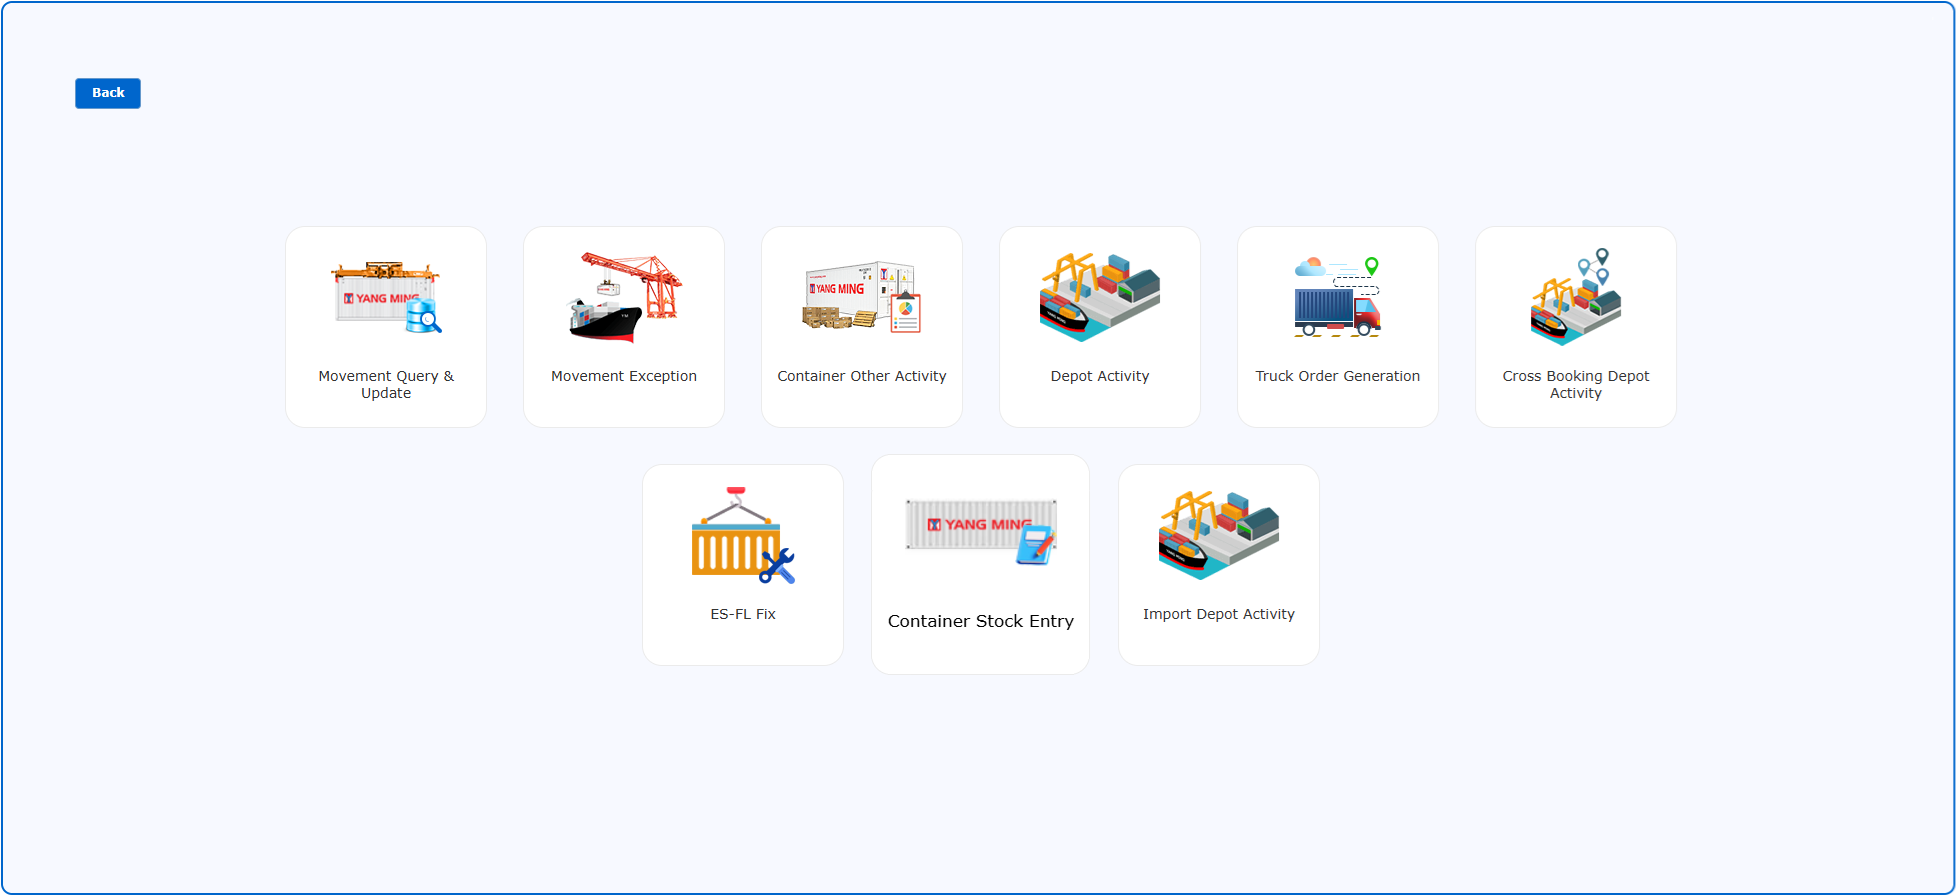 Back
YANG MING
YANG MING
Movement Query &
Update
Movement Exception
Container Other Activity
Depot Activity
Truck Order Generation
Cross Booking Depot
Activity
YANG MING
ES-FL Fix
Container Stock Entry
Import Depot Activity